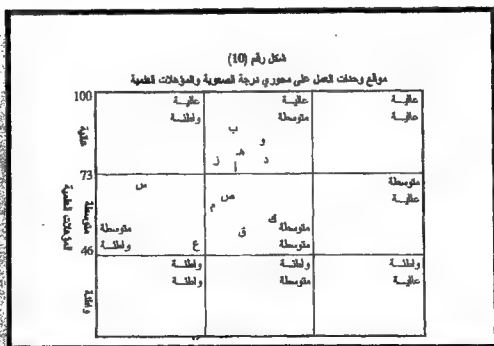 شكل رقم (10)
موقع وحدات العمل على محوري درجة الصعوبة والمؤهلات العلمية
100
عالية
عالية
عالية
واطئة
عالية
متوسطة
عالية
عالية
ب
و
هـ
د
ز
أ
73
متوسطة
المؤهلات العلمية
س
متوسطة
واطئة
ع
ص
م
ق
ك
متوسطة
متوسطة
متوسطة
عالية
46
واطئة
واطئة
واطئة
واطئة
متوسطة
واطئة
عالية